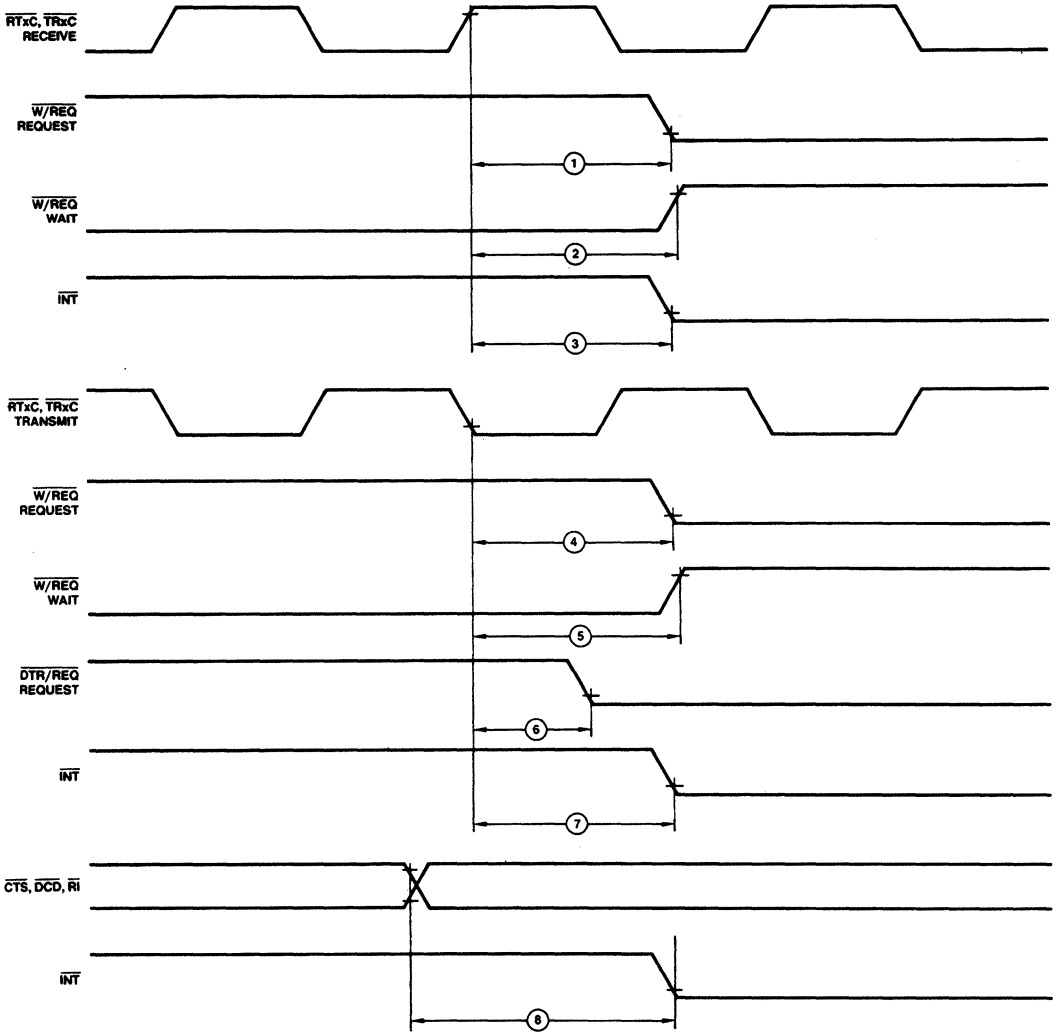 RTxC, TRxC
RECEIVE
W/REQ
REQUEST
1
W/REQ
WAIT
2
INT
3
RTxC, TRxC
TRANSMIT
W/REQ
REQUEST
4
W/REQ
WAIT
5
DTR/REQ
REQUEST
6
INT
7
CTS, DCD, RI
INT
8